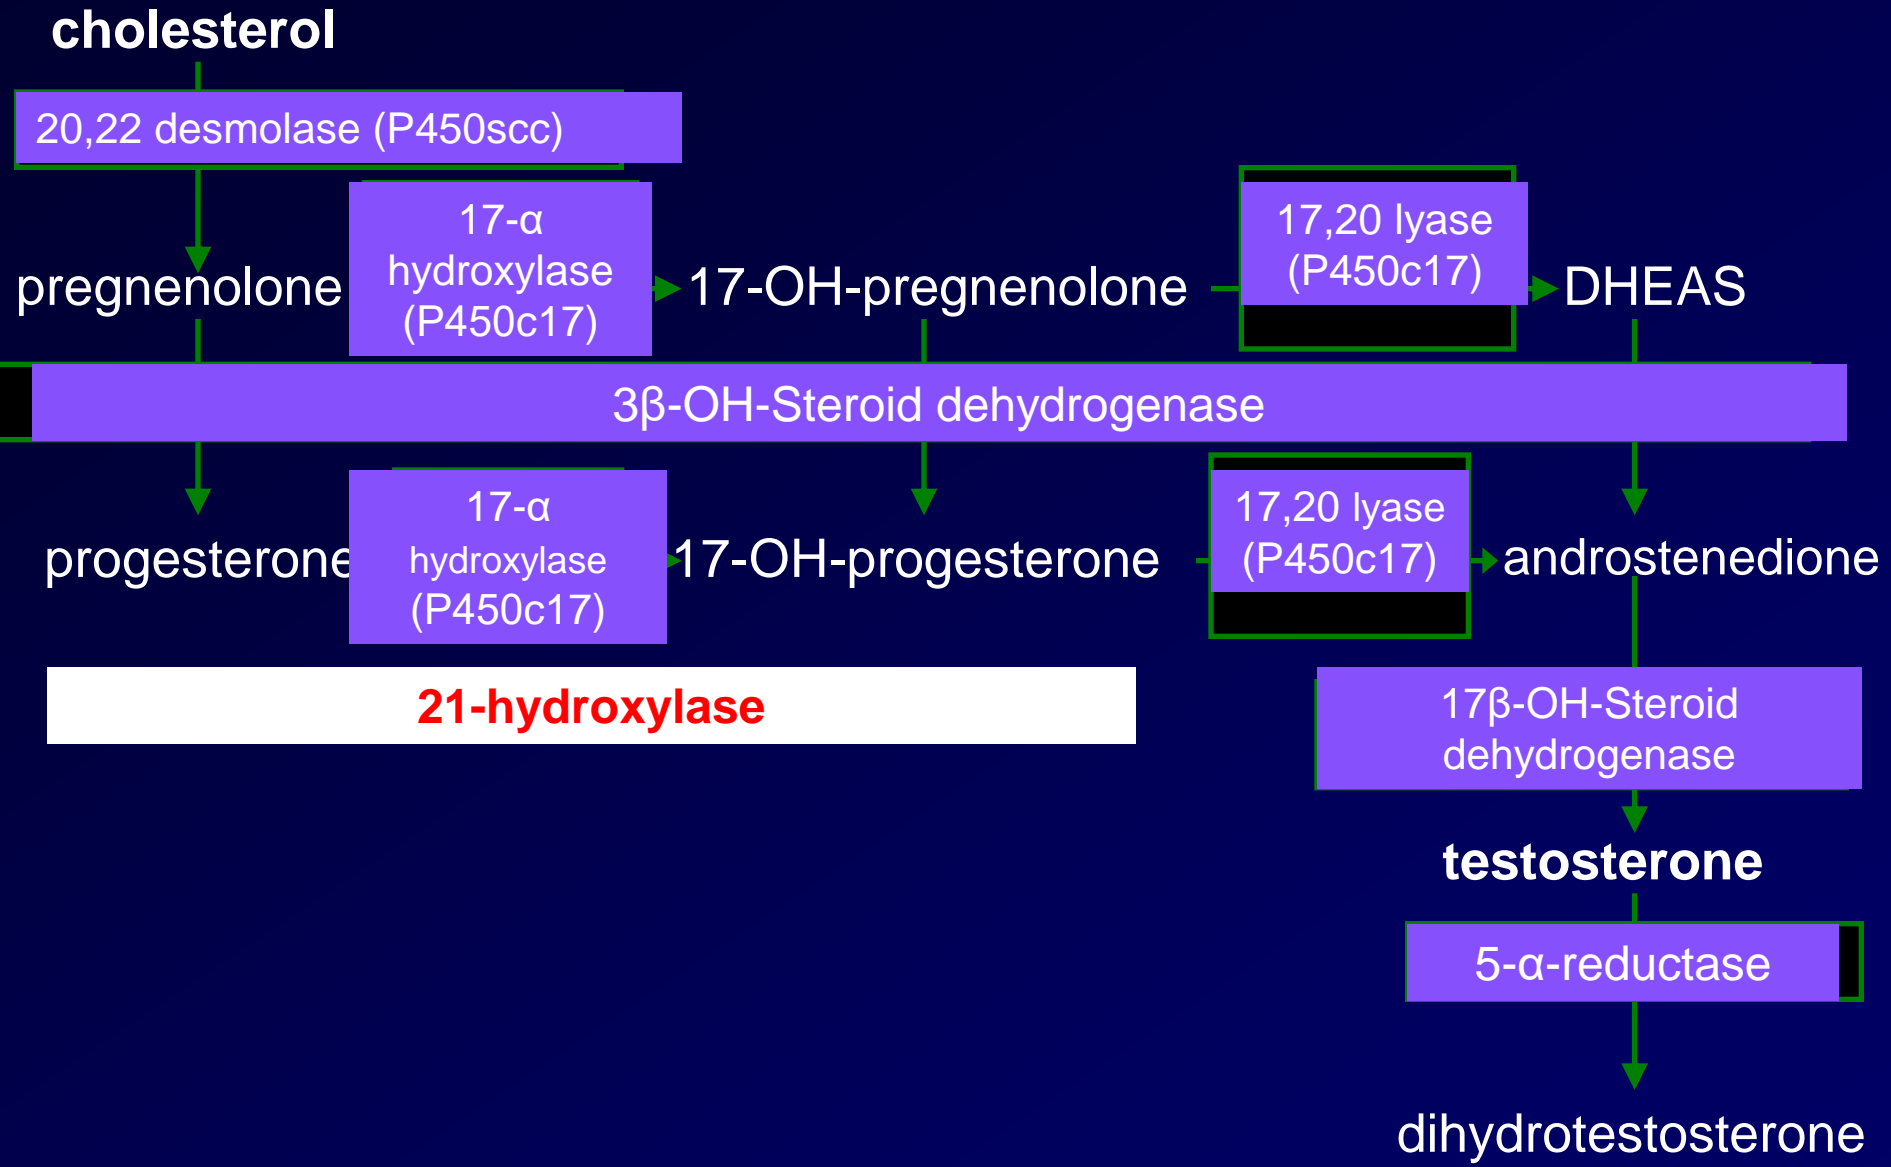 cholesterol
20,22 desmolase (P450scc)
17-α
hydroxylase
(P450c17)
17,20 lyase
(P450c17)
pregnenolone
17-OH-pregnenolone
DHEAS
3β-OH-Steroid dehydrogenase
17-α
hydroxylase
(P450c17)
17,20 lyase
(P450c17)
progesterone
17-OH-progesterone
androstenedione
21-hydroxylase
17β-OH-Steroid
dehydrogenase
testosterone
5-α-reductase
dihydrotestosterone